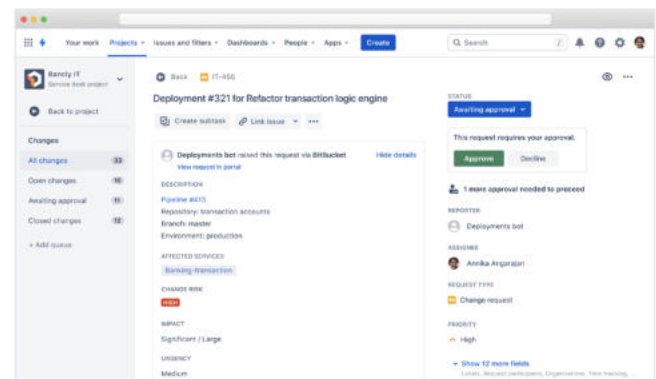 Your work Projects Issues and filters Dashboards People Apps Create Search /
Bancly IT
Service desk project
Back to project
Changes
All changes 33
Open changes 16
Awaiting approval 11
Closed changes 12
+ Add queue
Back IT-456
Deployment #321 for Refactor transaction logic engine
Create subtask Link issue
Deployments bot raised this request via BitBucket Hide details
View request in portal
DESCRIPTION
Pipeline #413
Repository: transaction accounts
Branch: master
Environment: production
AFFECTED SERVICES
Banking-transaction
CHANGE RISK
HIGH
IMPACT
Significant / Large
URGENCY
Medium
STATUS
Awaiting approval
This request requires your approval.
Approve Decline
1 more approval needed to proceed
REPORTER
Deployments bot
ASSIGNEE
Annika Angarajan
REQUEST TYPE
Change request
PRIORITY
High
Show 12 more fields
Labels, Request participants, Organizations, Time tracking, ...